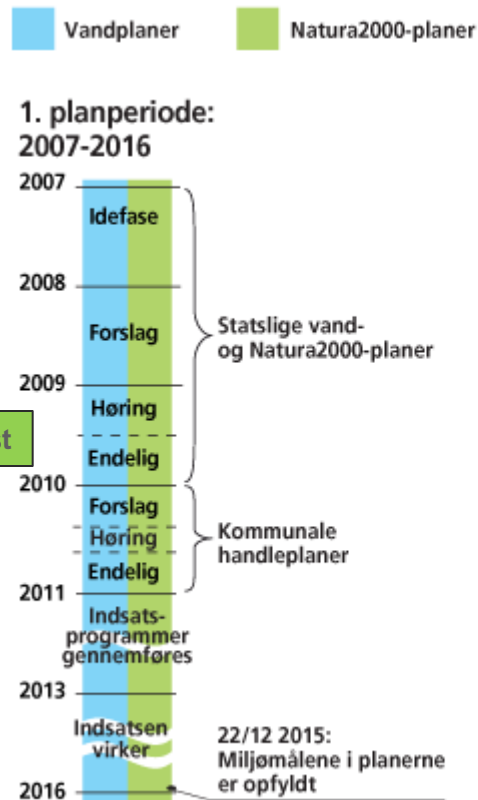 Vandplaner
Natura2000-planer
1. planperiode:
2007-2016
2007
Idefase
2008
Forslag
Statslige vand-
og Natura2000-planer
2009
Høring
Endelig
2010
Forslag
Høring
Kommunale
handleplaner
Endelig
2011
Indsats-
programmer
gennemføres
2013
Indsatsen
virker
22/12 2015:
Miljømålene i planerne
er opfyldt
2016